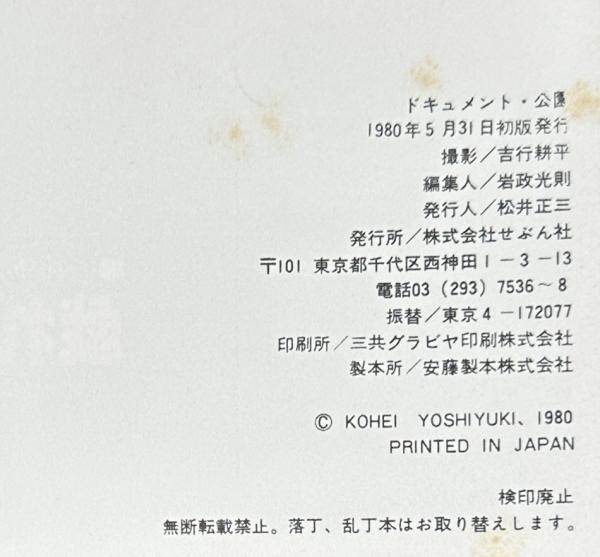 ドキュメント・公園
1980年5月31日初版発行
撮影／吉行耕平
編集人／岩政光則
発行人／松井正三
発行所／株式会社せぶん社
〒101 東京都千代田区西神田1－3－13
電話03（293）7536～8
振替／東京4－172077
印刷所／三共グラビヤ印刷株式会社
製本所／安藤製本株式会社
© KOHEI YOSHIYUKI、1980
PRINTED IN JAPAN
検印廃止
無断転載禁止。落丁、乱丁本はお取り替えします。